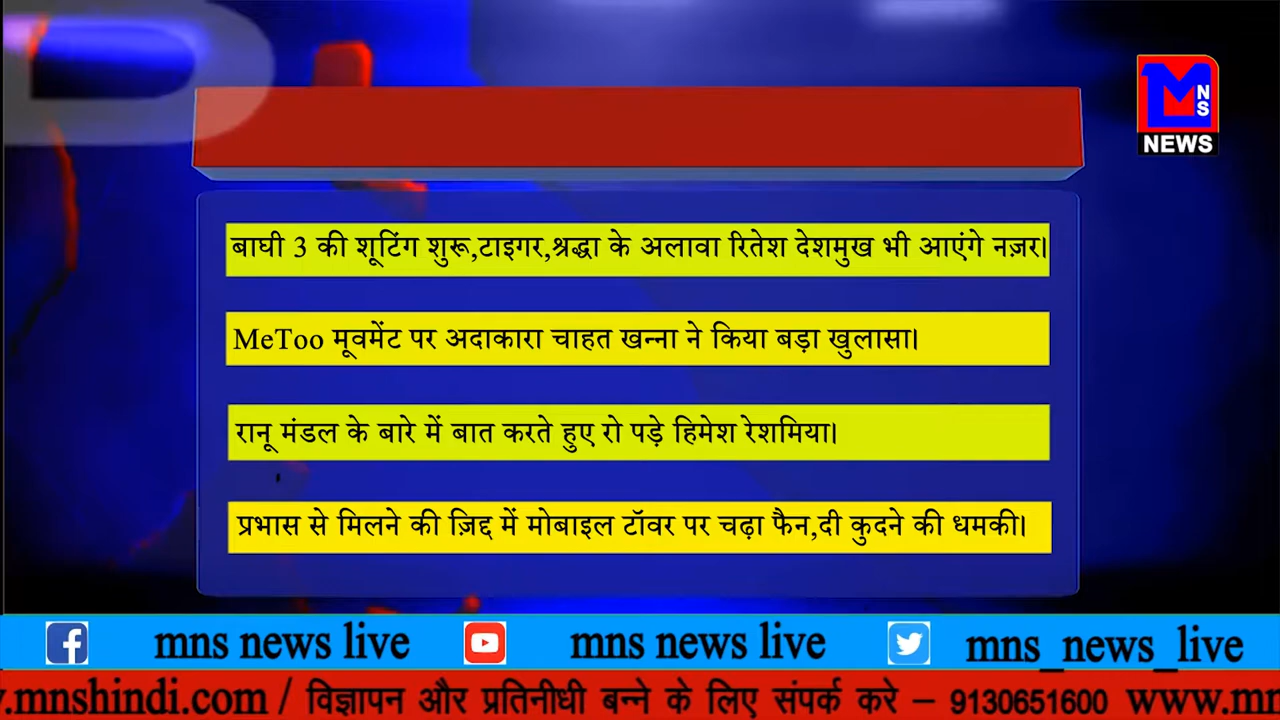 MNS
NEWS
बाघी 3 की शूटिंग शुरू,टाइगर,श्रद्धा के अलावा रितेश देशमुख भी आएंगे नज़र।
MeToo मूवमेंट पर अदाकारा चाहत खन्ना ने किया बड़ा खुलासा।
रानू मंडल के बारे में बात करते हुए रो पड़े हिमेश रेशमिया।
प्रभास से मिलने की ज़िद्द में मोबाइल टॉवर पर चढ़ा फैन,दी कुदने की धमकी।
mns news live mns news live mns_news_live
.mnshindi.com / विज्ञापन और प्रतिनीधी बन्ने के लिए संपर्क करे – 9130651600 www.mn